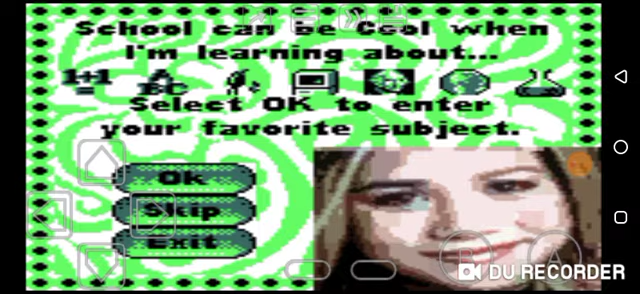 School can be Cool when
I'm learning about...
1+1
=
A
BC
Select OK to enter
your favorite subject.
Ok
Skip
Exit
B
A
DU RECORDER